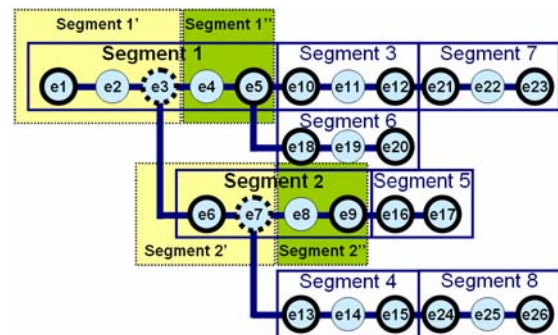 Segment 1' Segment 1''
Segment 1 Segment 3 Segment 7
e1 e2 e3 e4 e5 e10 e11 e12 e21 e22 e23
Segment 6
e18 e19 e20
Segment 2 Segment 5
e6 e7 e8 e9 e16 e17
Segment 2' Segment 2''
Segment 4 Segment 8
e13 e14 e15 e24 e25 e26